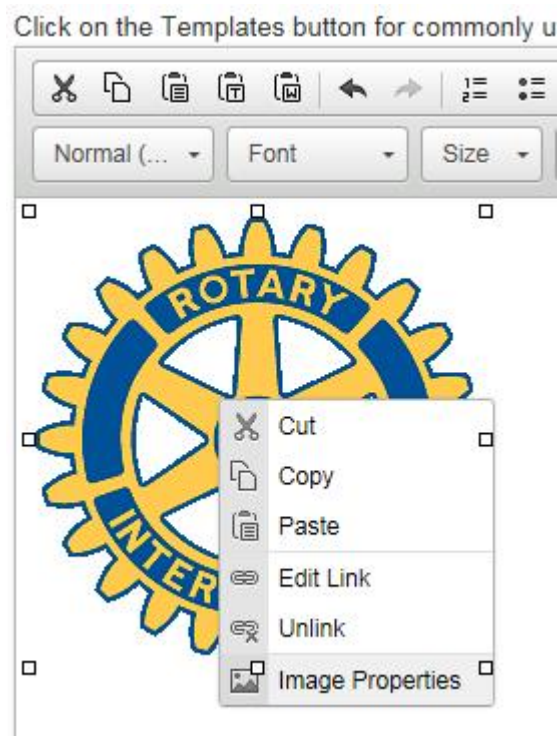 Click on the Templates button for commonly u
Normal (... Font Size
ROTARY
Cut
Copy
Paste
INTER
Edit Link
Unlink
Image Properties